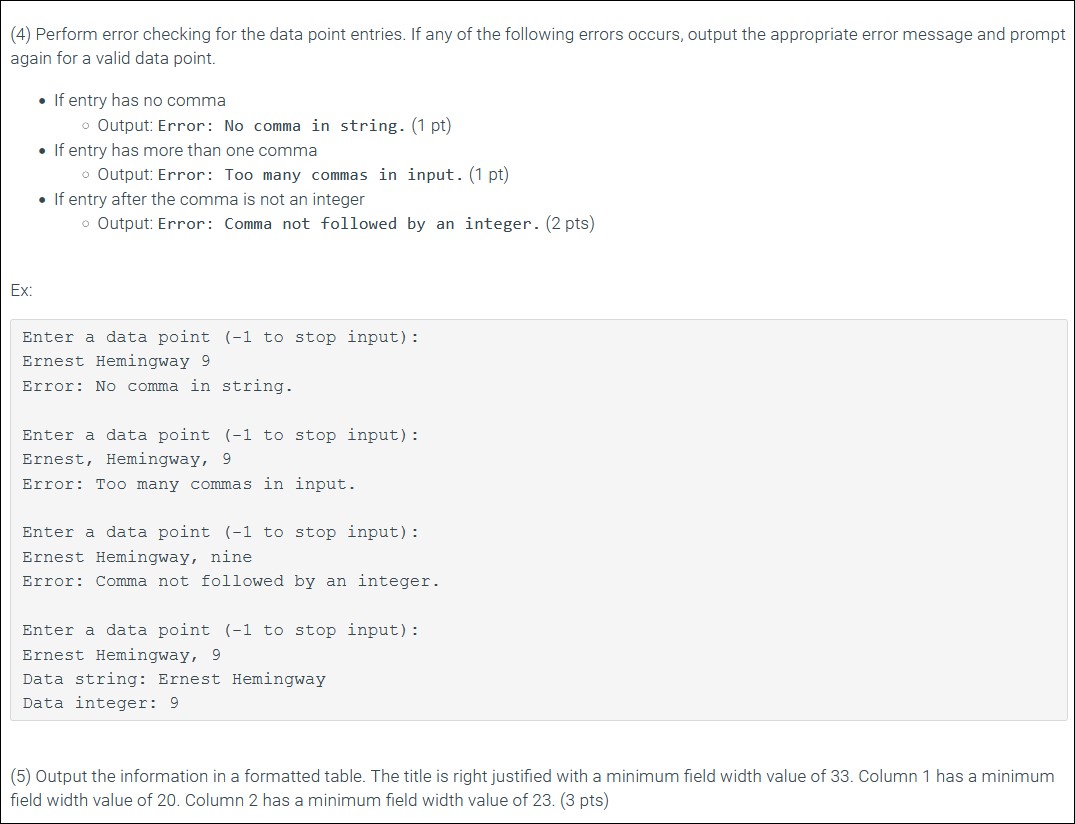 (4) Perform error checking for the data point entries. If any of the following errors occurs, output the appropriate error message and prompt
again for a valid data point.
• If entry has no comma
○ Output: Error: No comma in string. (1 pt)
• If entry has more than one comma
○ Output: Error: Too many commas in input. (1 pt)
• If entry after the comma is not an integer
○ Output: Error: Comma not followed by an integer. (2 pts)
Ex:
Enter a data point (-1 to stop input):
Ernest Hemingway 9
Error: No comma in string.
Enter a data point (-1 to stop input):
Ernest, Hemingway, 9
Error: Too many commas in input.
Enter a data point (-1 to stop input):
Ernest Hemingway, nine
Error: Comma not followed by an integer.
Enter a data point (-1 to stop input):
Ernest Hemingway, 9
Data string: Ernest Hemingway
Data integer: 9
(5) Output the information in a formatted table. The title is right justified with a minimum field width value of 33. Column 1 has a minimum
field width value of 20. Column 2 has a minimum field width value of 23. (3 pts)